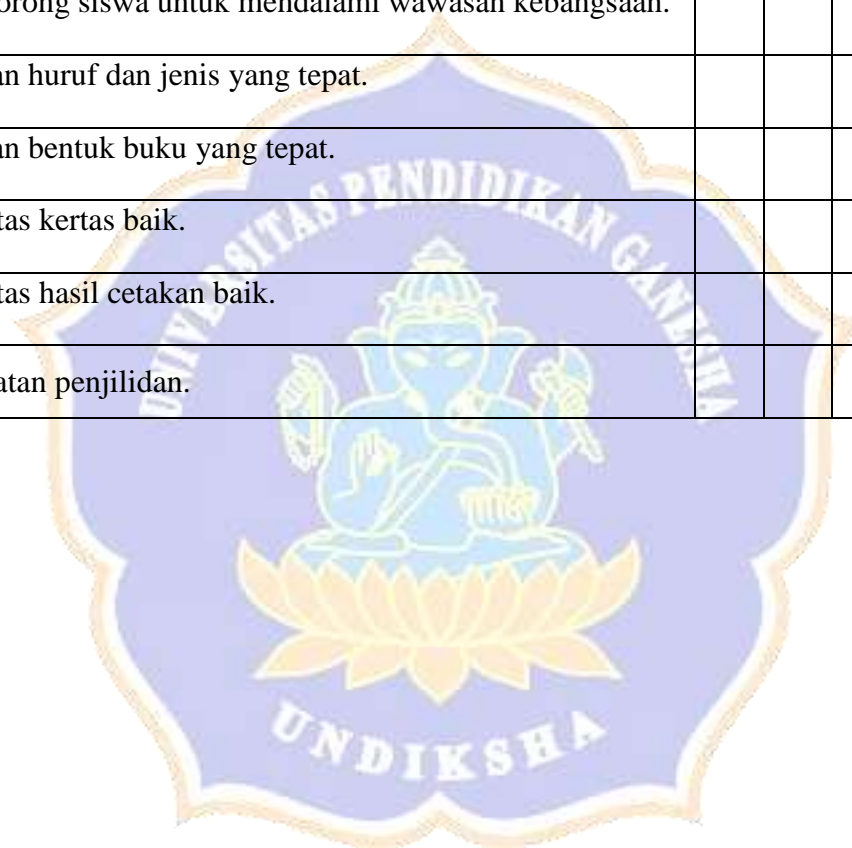 orong siswa untuk mendalami wawasan kebangsaan.
an huruf dan jenis yang tepat.
an bentuk buku yang tepat.
tas kertas baik.
tas hasil cetakan baik.
atan penjilidan.
UNIVERSITAS PENDIDIKAN GANESHA
UNDIKSHA